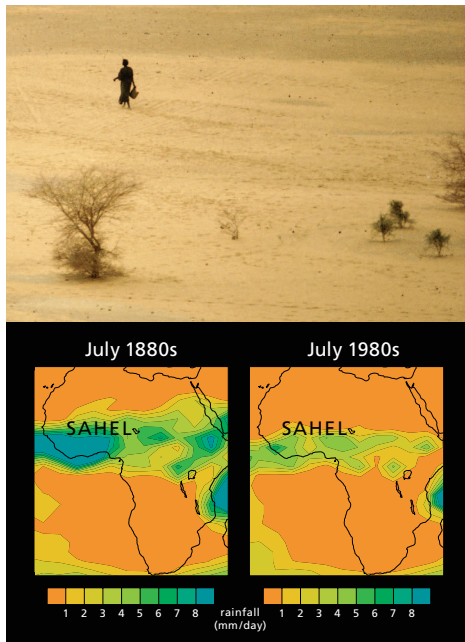 July 1880s
July 1980s
SAHEL
SAHEL
1 2 3 4 5 6 7 8
rainfall
(mm/day)
1 2 3 4 5 6 7 8